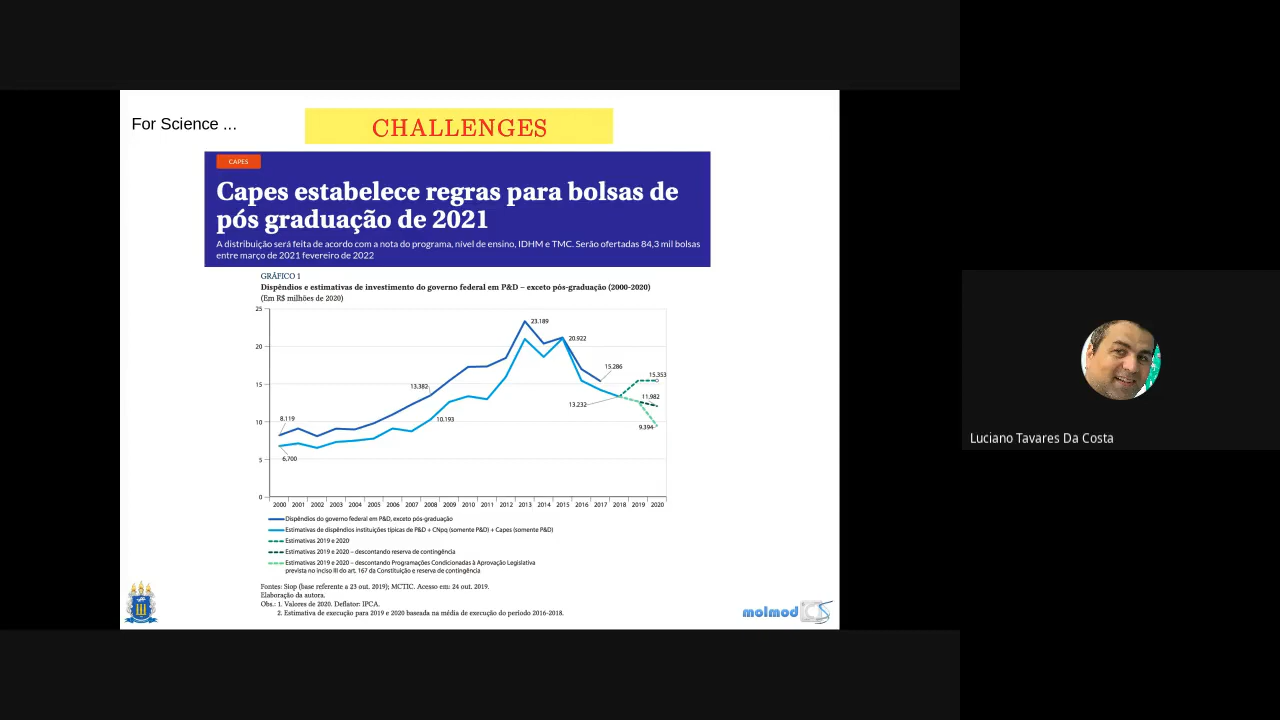 For Science ...
CHALLENGES
CAPES
Capes estabelece regras para bolsas de
pós graduação de 2021
A distribuição será feita de acordo com a nota do programa, nível de ensino, IDHM e TMC. Serão ofertadas 84,3 mil bolsas
entre março de 2021 fevereiro de 2022
GRÁFICO 1
Dispêndios e estimativas de investimento do governo federal em P&D – exceto pós-graduação (2000-2020)
(Em R$ milhões de 2020)
25
20
15
10
5
0
8.119
6.700
13.382
10.193
23.189
20.922
15.286
13.232
15.353
11.982
9.394
2000 2001 2002 2003 2004 2005 2006 2007 2008 2009 2010 2011 2012 2013 2014 2015 2016 2017 2018 2019 2020
Dispêndios do governo federal em P&D, exceto pós-graduação
Estimativas de dispêndios instituições típicas de P&D + CNpq (somente P&D) + Capes (somente P&D)
Estimativas 2019 e 2020
Estimativas 2019 e 2020 – descontando reserva de contingência
Estimativas 2019 e 2020 – descontando Programações Condicionadas à Aprovação Legislativa
prevista no inciso III do art. 167 da Constituição e reserva de contingência
Fontes: Siop (base referente a 23 out. 2019); MCTIC. Acesso em: 24 out. 2019.
Elaboração da autora.
Obs.: 1. Valores de 2020. Deflator: IPCA.
2. Estimativa de execução para 2019 e 2020 baseada na média de execução do período 2016-2018.
molmod CS
Luciano Tavares Da Costa